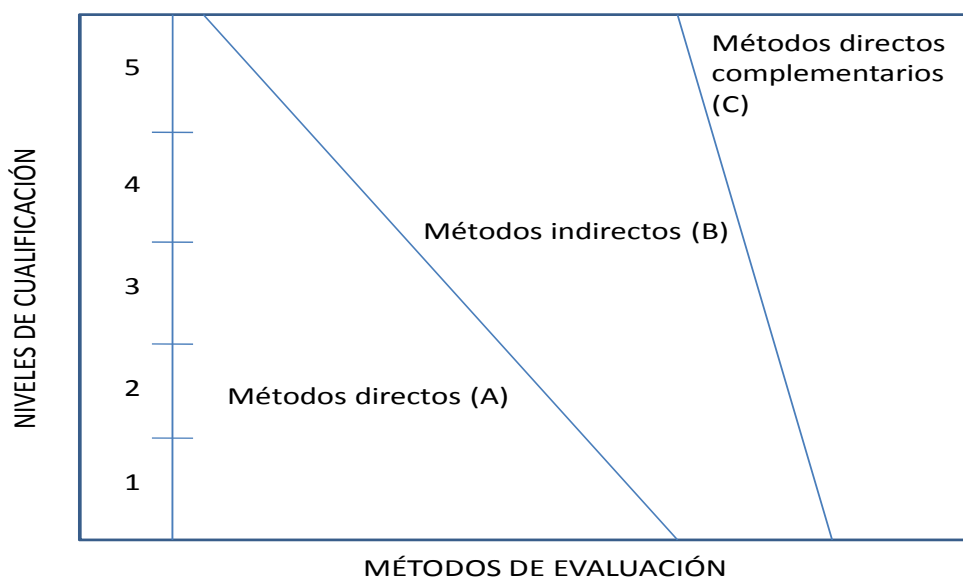 Métodos directos
complementarios
(C)
5
4
Métodos indirectos (B)
3
2
Métodos directos (A)
1
NIVELES DE CUALIFICACIÓN
MÉTODOS DE EVALUACIÓN